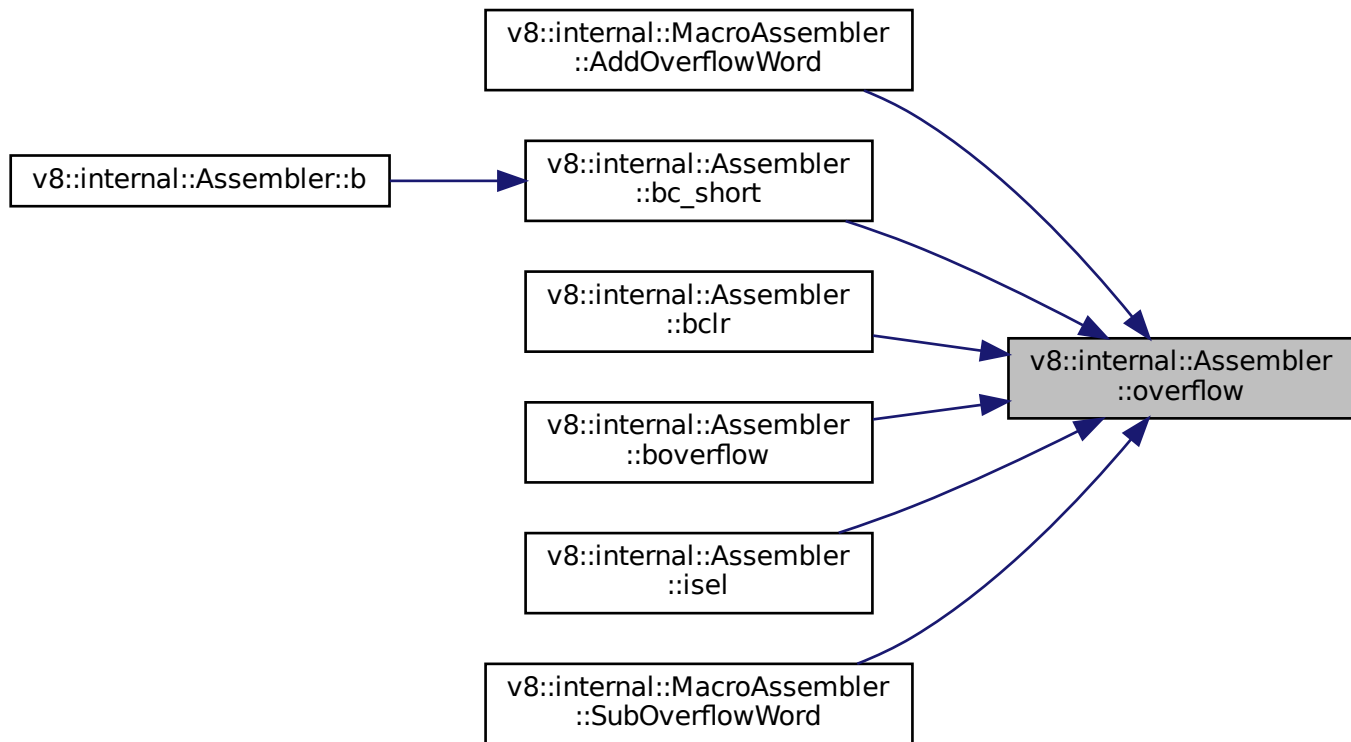 v8::internal::MacroAssembler
::AddOverflowWord
v8::internal::Assembler::b
v8::internal::Assembler
::bc_short
v8::internal::Assembler
::bclr
v8::internal::Assembler
::boverflow
v8::internal::Assembler
::isel
v8::internal::MacroAssembler
::SubOverflowWord
v8::internal::Assembler
::overflow